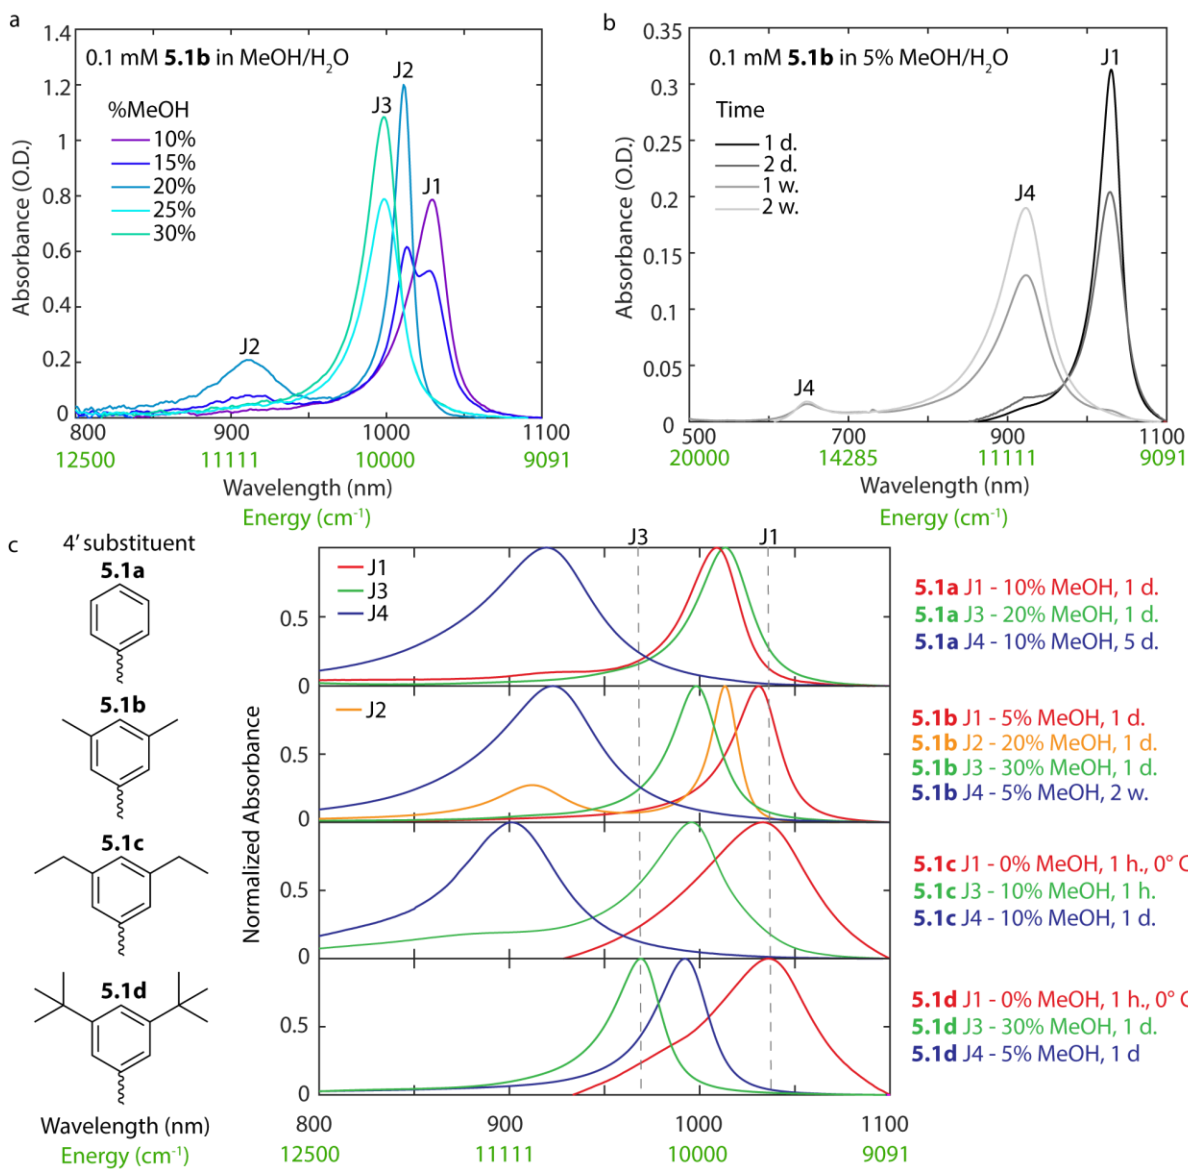 a
0.1 mM 5.1b in MeOH/H2O
%MeOH
10%
15%
20%
25%
30%
J2
J3
J1
J2
Absorbance (O.D.)
1.4
1.2
1
0.8
0.6
0.4
0.2
0
800 900 1000 1100
12500 11111 10000 9091
Wavelength (nm)
Energy (cm-1)
b
0.1 mM 5.1b in 5% MeOH/H2O
Time
1 d.
2 d.
1 w.
2 w.
J1
J4
J4
Absorbance (O.D.)
0.35
0.3
0.25
0.2
0.15
0.1
0.05
0
500 700 900 1100
20000 14285 11111 9091
Wavelength (nm)
Energy (cm-1)
c
4′ substituent
5.1a
5.1b
5.1c
5.1d
J3 J1
J1
J3
J4
J2
Normalized Absorbance
0.5
0
0.5
0
0.5
0
0.5
0
5.1a J1 - 10% MeOH, 1 d.
5.1a J3 - 20% MeOH, 1 d.
5.1a J4 - 10% MeOH, 5 d.
5.1b J1 - 5% MeOH, 1 d.
5.1b J2 - 20% MeOH, 1 d.
5.1b J3 - 30% MeOH, 1 d.
5.1b J4 - 5% MeOH, 2 w.
5.1c J1 - 0% MeOH, 1 h., 0° C
5.1c J3 - 10% MeOH, 1 h.
5.1c J4 - 10% MeOH, 1 d.
5.1d J1 - 0% MeOH, 1 h., 0° C
5.1d J3 - 30% MeOH, 1 d.
5.1d J4 - 5% MeOH, 1 d
Wavelength (nm) 800 900 1000 1100
Energy (cm-1) 12500 11111 10000 9091